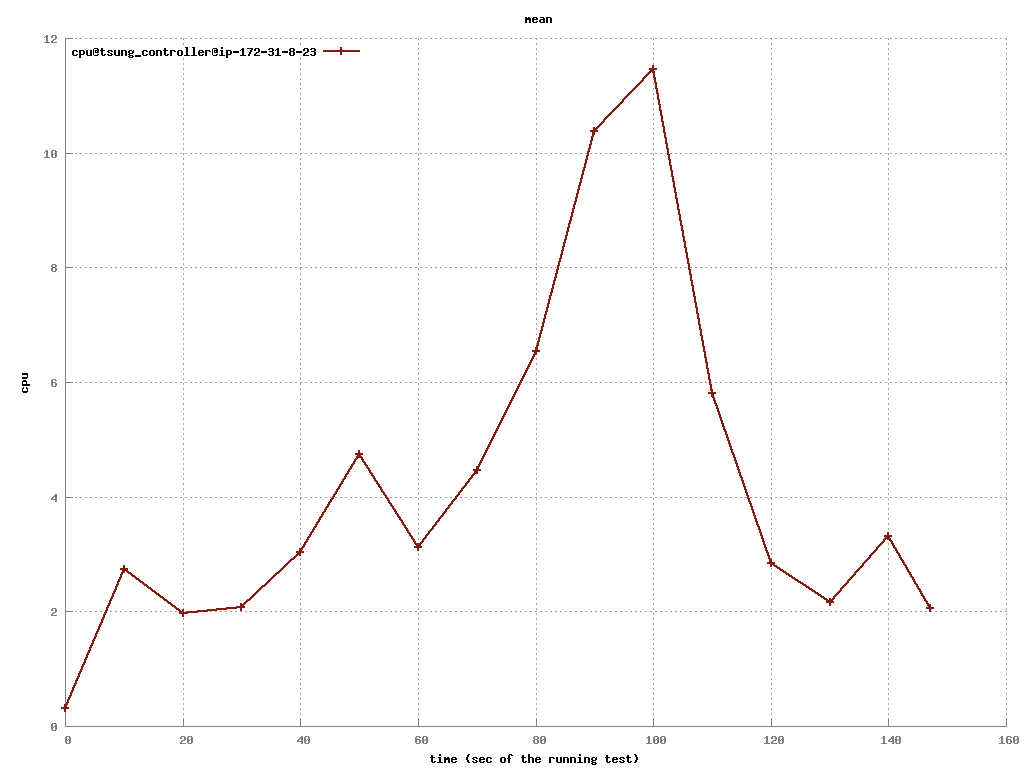 mean
12
cpu@tsung_controller@ip-172-31-8-23
10
8
6
cpu
4
2
0
0 20 40 60 80 100 120 140 160
time (sec of the running test)